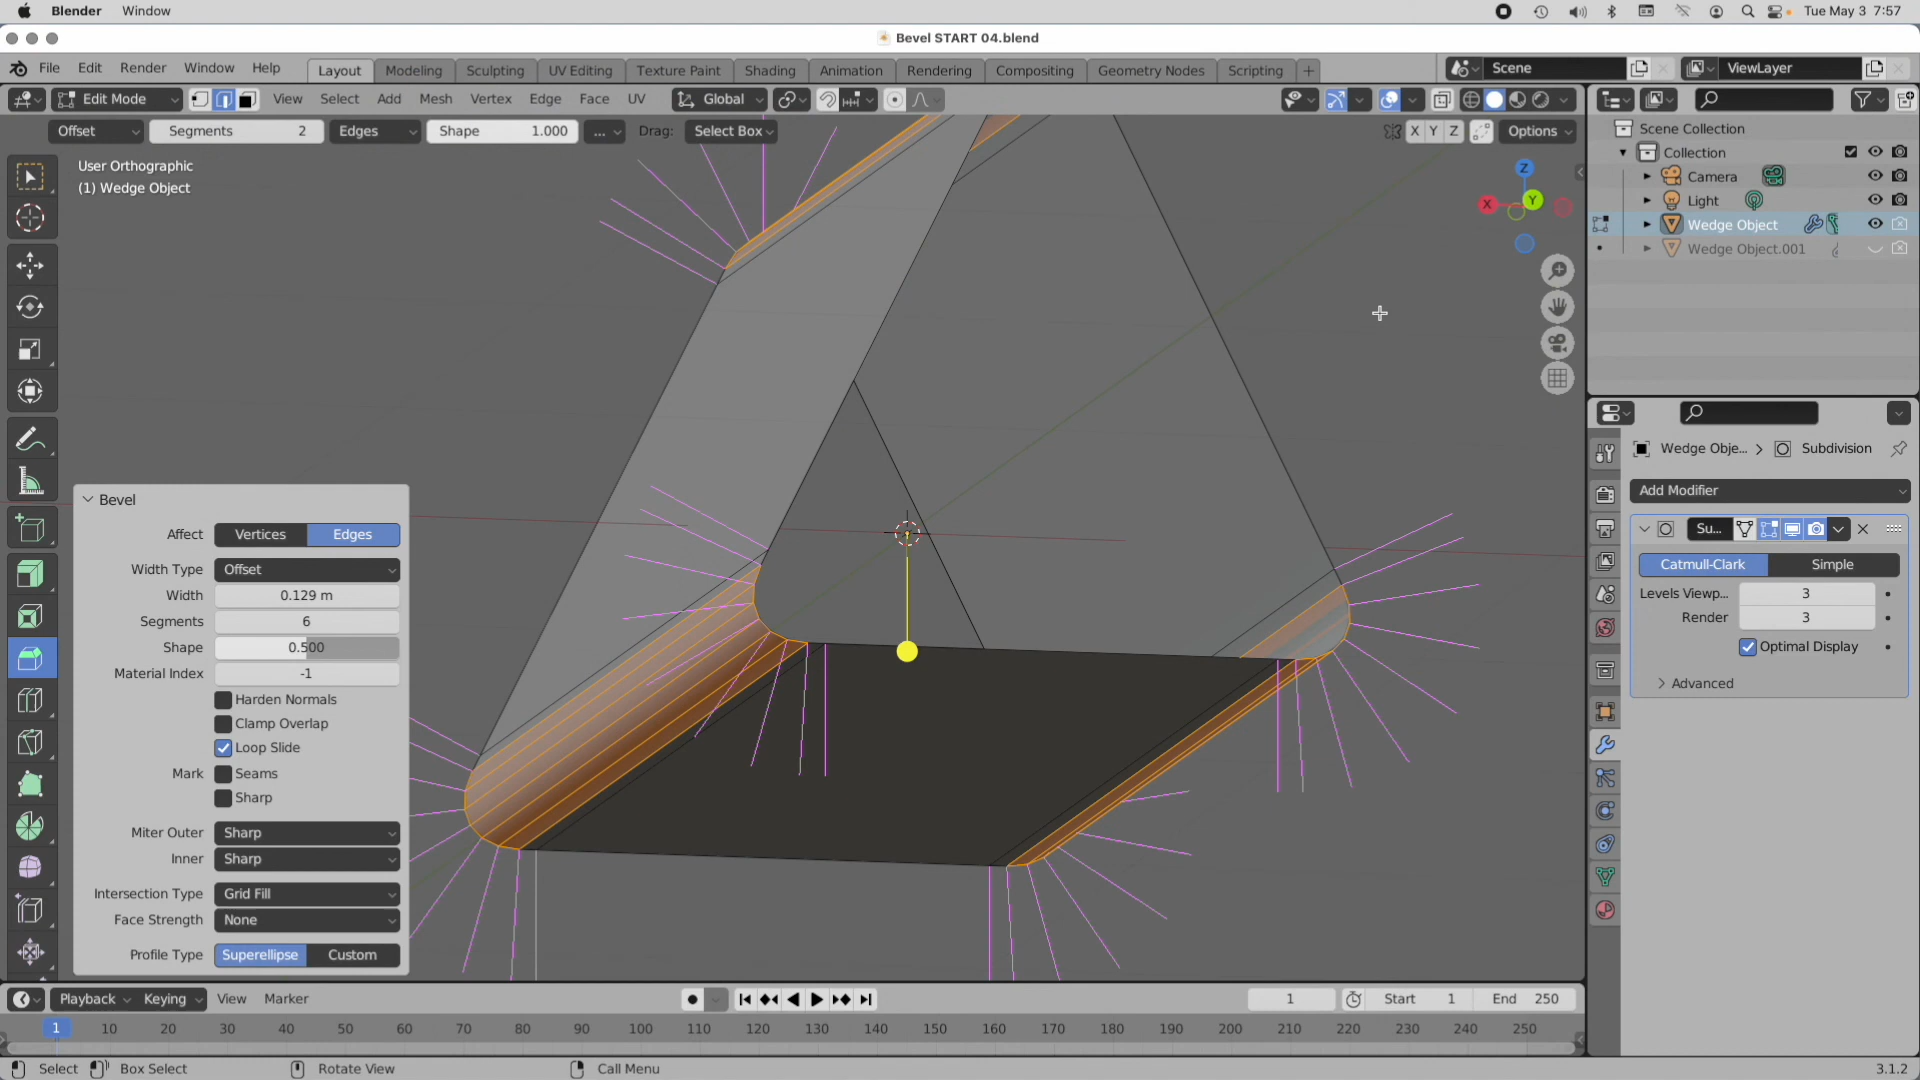 Blender Window Tue May 3 7:57
Bevel START 04.blend
File Edit Render Window Help Layout Modeling Sculpting UV Editing Texture Paint Shading Animation Rendering Compositing Geometry Nodes Scripting + Scene ViewLayer
Edit Mode View Select Add Mesh Vertex Edge Face UV Global
Offset Segments 2 Edges Shape 1.000 ... Drag: Select Box X Y Z Options
User Orthographic
(1) Wedge Object
Z
X Y
Scene Collection
Collection
Camera
Light
Wedge Object
Wedge Object.001
Wedge Obje... Subdivision
Add Modifier
Su...
Catmull-Clark Simple
Levels Viewp... 3
Render 3
Optimal Display
Advanced
Bevel
Affect Vertices Edges
Width Type Offset
Width 0.129 m
Segments 6
Shape 0.500
Material Index -1
Harden Normals
Clamp Overlap
Loop Slide
Mark Seams
Sharp
Miter Outer Sharp
Inner Sharp
Intersection Type Grid Fill
Face Strength None
Profile Type Superellipse Custom
Playback Keying View Marker 1 Start 1 End 250
1 10 20 30 40 50 60 70 80 90 100 110 120 130 140 150 160 170 180 190 200 210 220 230 240 250
Select Box Select Rotate View Call Menu 3.1.2